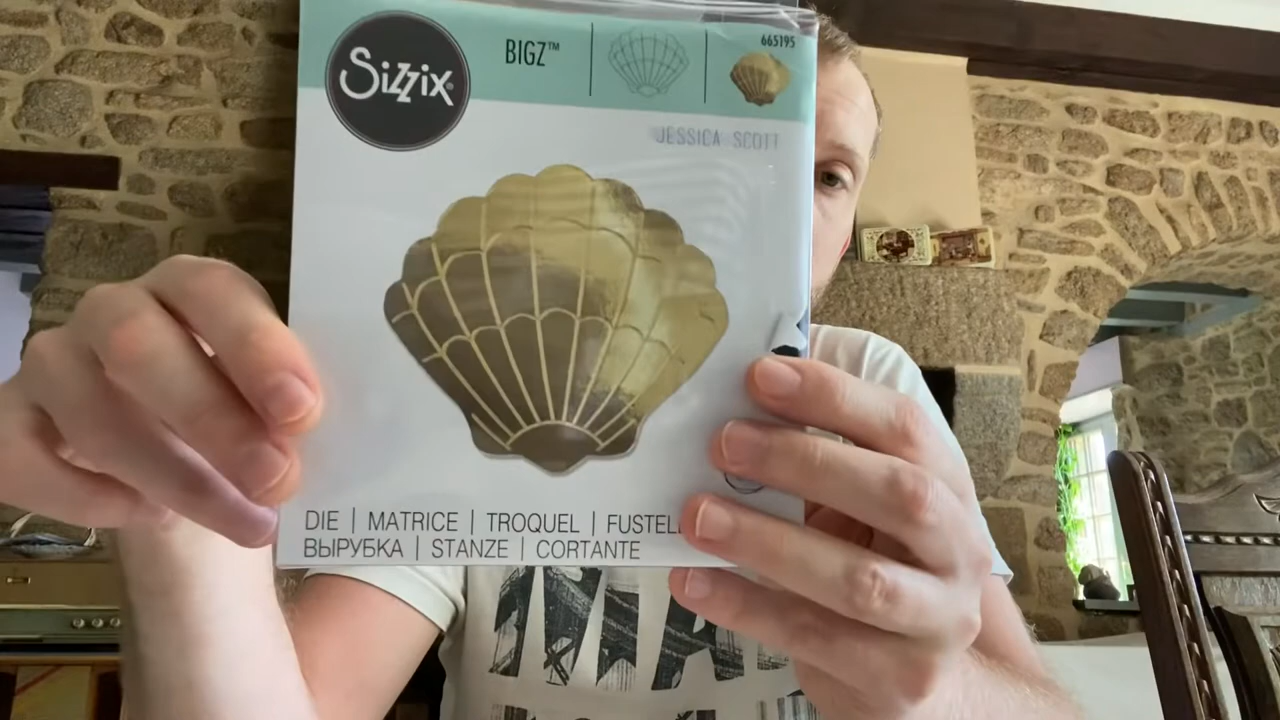 Sizzix
BIGZ™
665195
JESSICA SCOTT
DIE | MATRICE | TROQUEL | FUSTELL
ВЫРУБКА | STANZE | CORTANTE